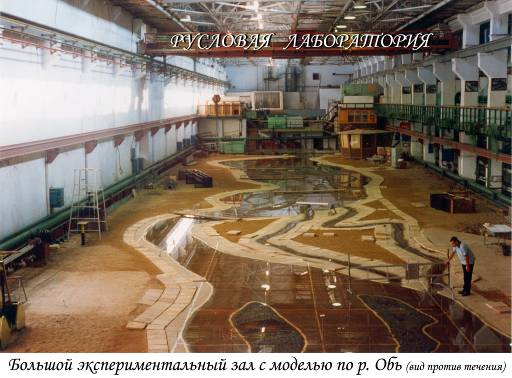 РУСЛОВАЯ ЛАБОРАТОРИЯ
Большой экспериментальный зал с моделью по р. Обь (вид против течения)